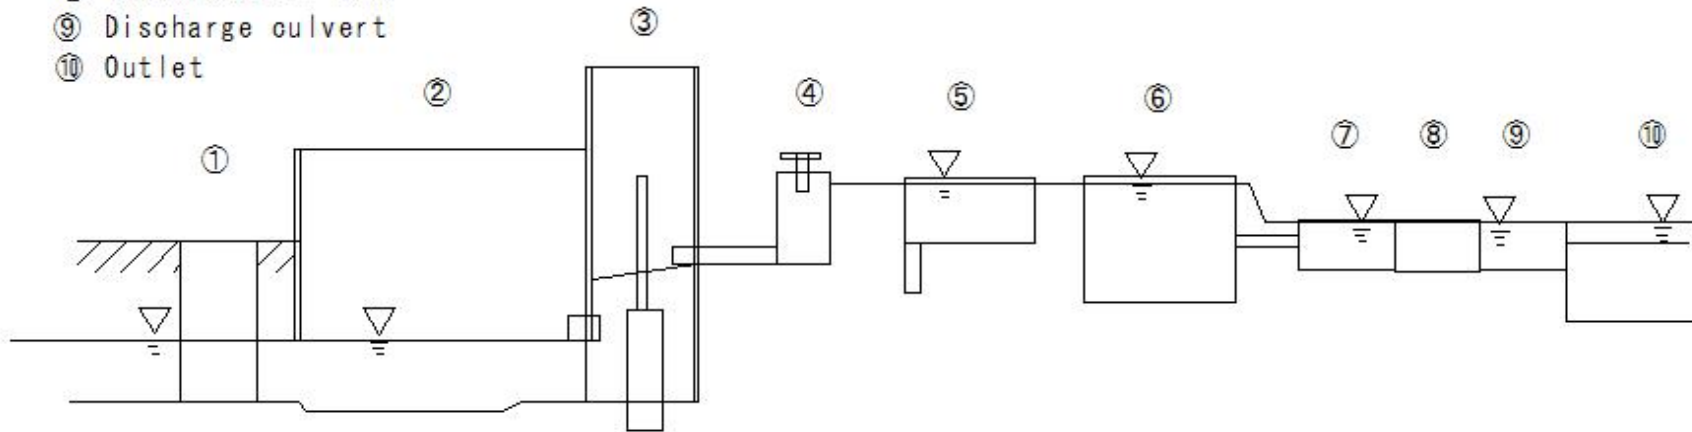 ⑨ Discharge culvert
⑩ Outlet
③
② ④ ⑤ ⑥
① ⑦ ⑧ ⑨ ⑩